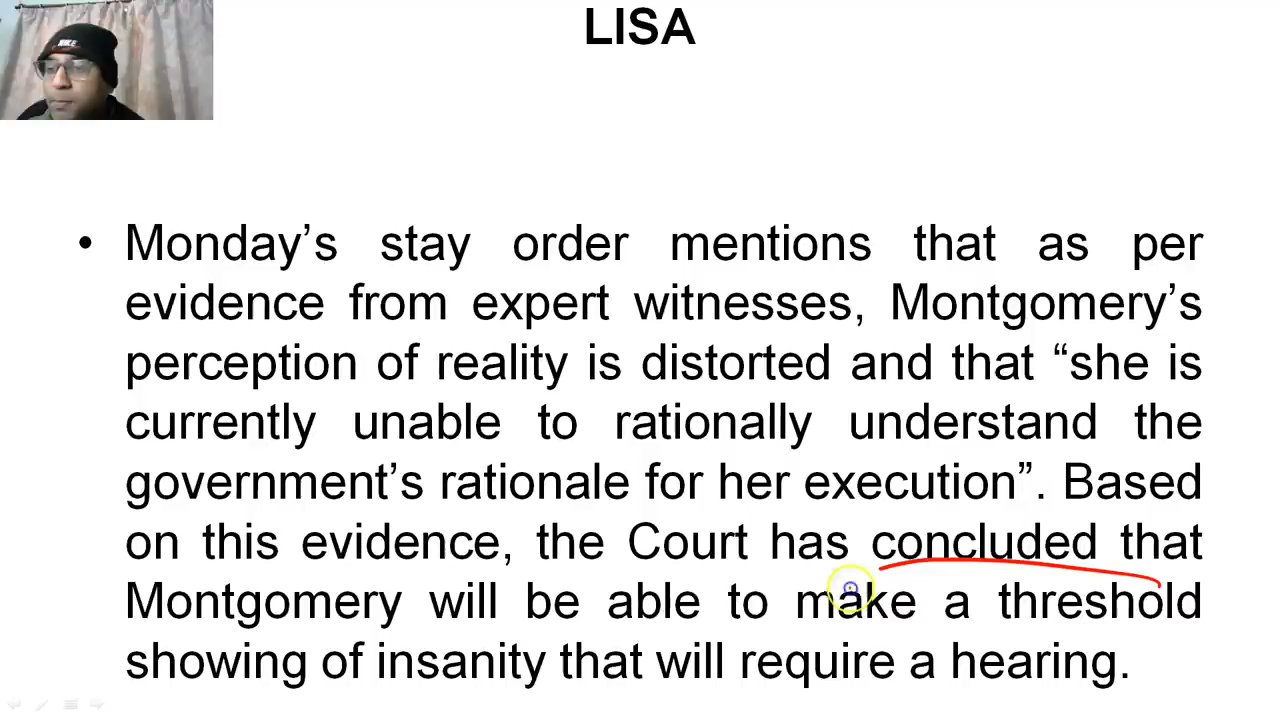 LISA
NIKE
• Monday’s stay order mentions that as per
evidence from expert witnesses, Montgomery’s
perception of reality is distorted and that “she is
currently unable to rationally understand the
government’s rationale for her execution”. Based
on this evidence, the Court has concluded that
Montgomery will be able to make a threshold
showing of insanity that will require a hearing.